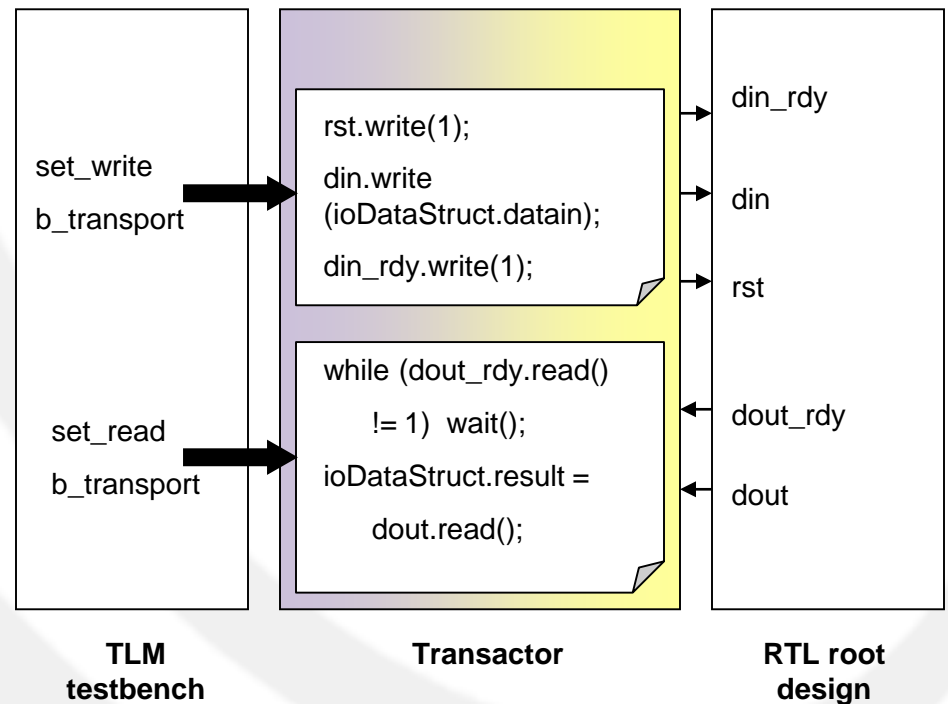 set_write
b_transport
set_read
b_transport
rst.write(1);
din.write
(ioDataStruct.datain);
din_rdy.write(1);
while (dout_rdy.read()
!= 1) wait();
ioDataStruct.result =
dout.read();
din_rdy
din
rst
dout_rdy
dout
TLM
testbench
Transactor
RTL root
design